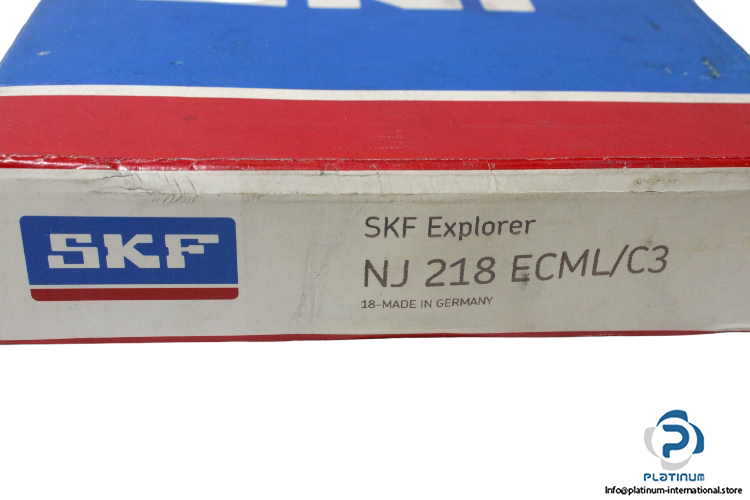 SKF
SKF Explorer
NJ 218 ECML/C3
18-MADE IN GERMANY
PLATINUM
Info@platinum-international.store